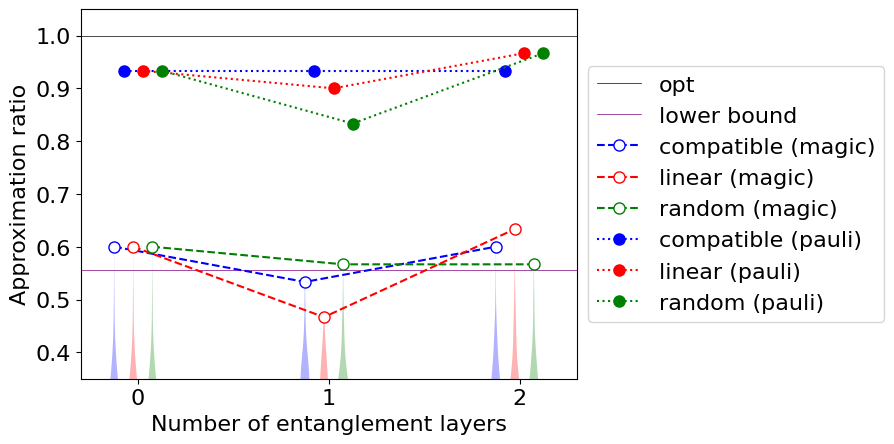 1.0
0.9
0.8
0.7
0.6
0.5
0.4
Approximation ratio
0 1 2
Number of entanglement layers
opt
lower bound
compatible (magic)
linear (magic)
random (magic)
compatible (pauli)
linear (pauli)
random (pauli)